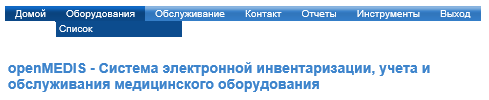 Домой Оборудования Обслуживание Контакт Отчеты Инструменты Выход
Список
openMEDIS - Система электронной инвентаризации, учета и
обслуживания медицинского оборудования